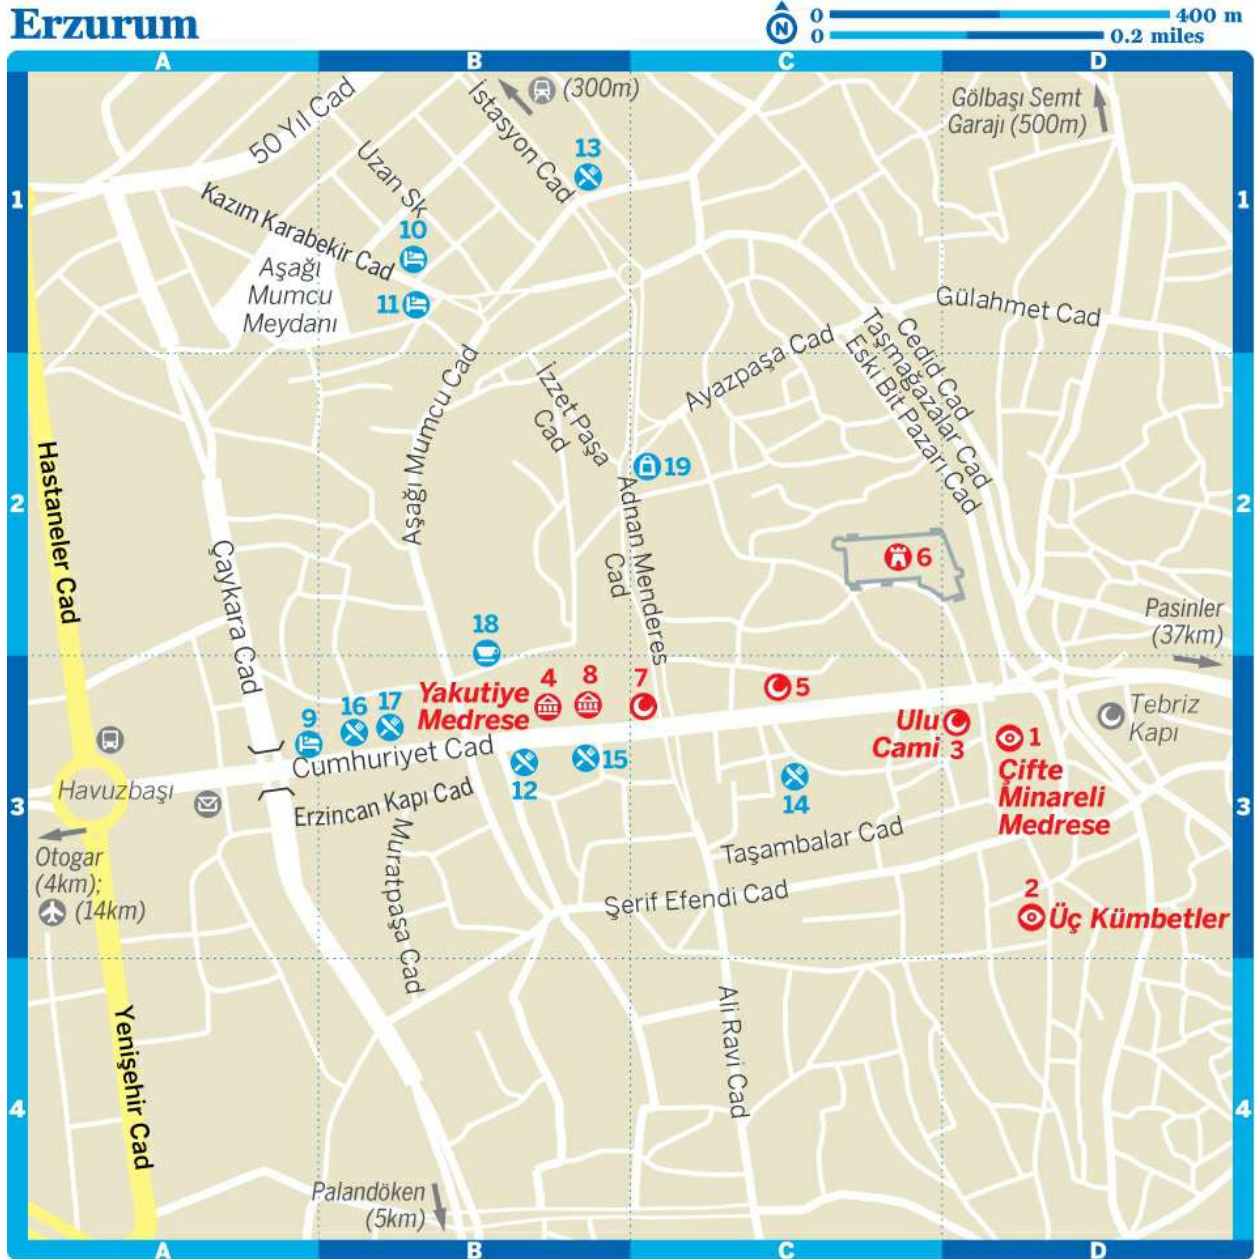 Erzurum
N
0
400 m
0
0.2 miles
A
B
C
D
(300m)
Gölbaşı Semt
Garajı (500m)
50 Yıl Cad
İstasyon Cad
13
Uzan Sk
1
1
Kazım Karabekir Cad
10
Aşağı
Mumcu
Meydanı
11
Gülahmet Cad
Cedid Cad
Taşmağazalar Cad
Eski Bit Pazarı Cad
Ayazpaşa Cad
Aşağı Mumcu Cad
İzzet Paşa
Cad
Hastaneler Cad
19
2
2
Adnan Menderes
Cad
Çaykara Cad
6
Pasinler
(37km)
18
Yakutiye
Medrese
4
8
7
5
16
17
9
Ulu
Cami
3
1
Çifte
Minareli
Medrese
Tebriz
Kapı
Cumhuriyet Cad
12
15
14
Havuzbaşı
Erzincan Kapı Cad
3
3
Otogar
(4km);
(14km)
Muratpaşa Cad
Taşambalar Cad
Şerif Efendi Cad
2
Üç Kümbetler
Yenişehir Cad
Ali Ravi Cad
4
4
Palandöken
(5km)
A
B
C
D